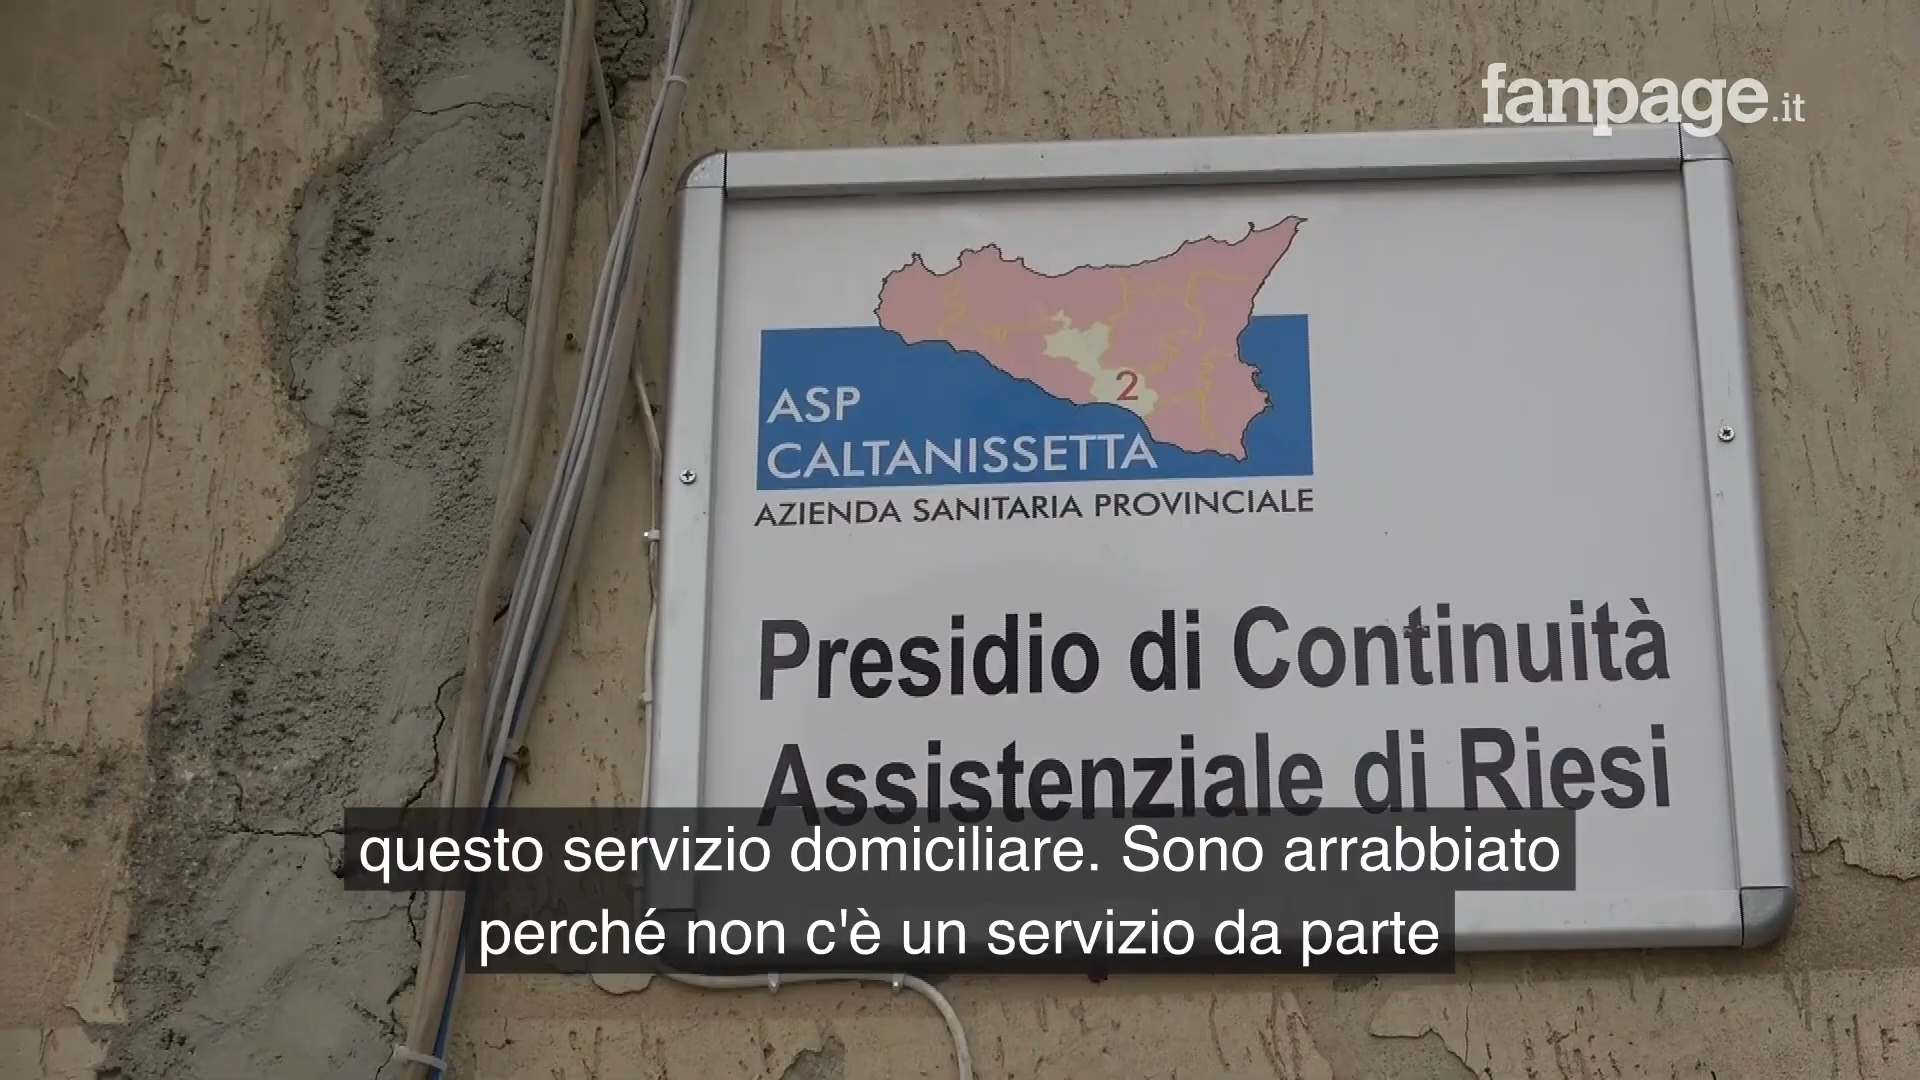 fanpage.it
2
ASP
CALTANISSETTA
AZIENDA SANITARIA PROVINCIALE
Presidio di Continuità
Assistenziale di Riesi
questo servizio domiciliare. Sono arrabbiato
perché non c'è un servizio da parte